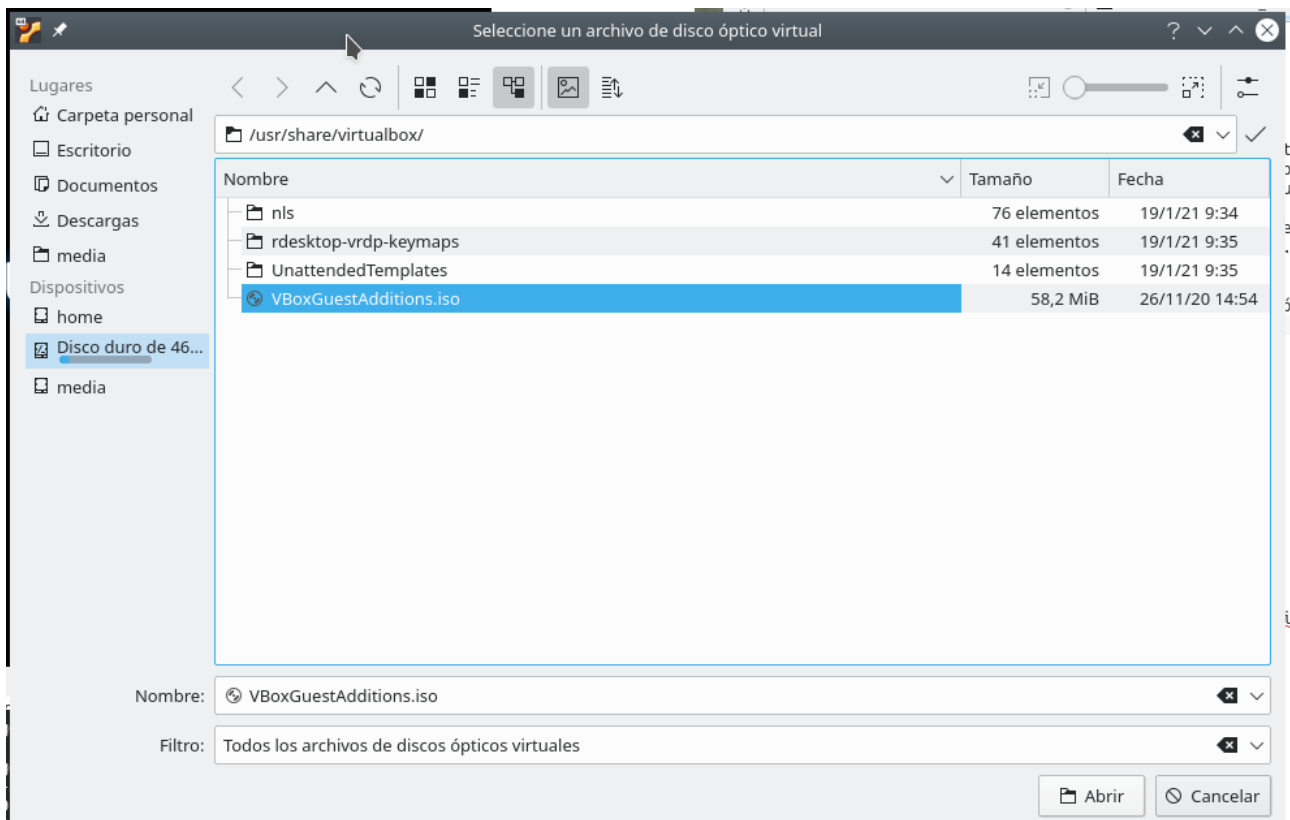 Seleccione un archivo de disco óptico virtual
Lugares
Carpeta personal
Escritorio
Documentos
Descargas
media
Dispositivos
home
Disco duro de 46...
media
/usr/share/virtualbox/
Nombre Tamaño Fecha
nls 76 elementos 19/1/21 9:34
rdesktop-vrdp-keymaps 41 elementos 19/1/21 9:35
UnattendedTemplates 14 elementos 19/1/21 9:35
VBoxGuestAdditions.iso 58,2 MiB 26/11/20 14:54
Nombre: VBoxGuestAdditions.iso
Filtro: Todos los archivos de discos ópticos virtuales
Abrir Cancelar